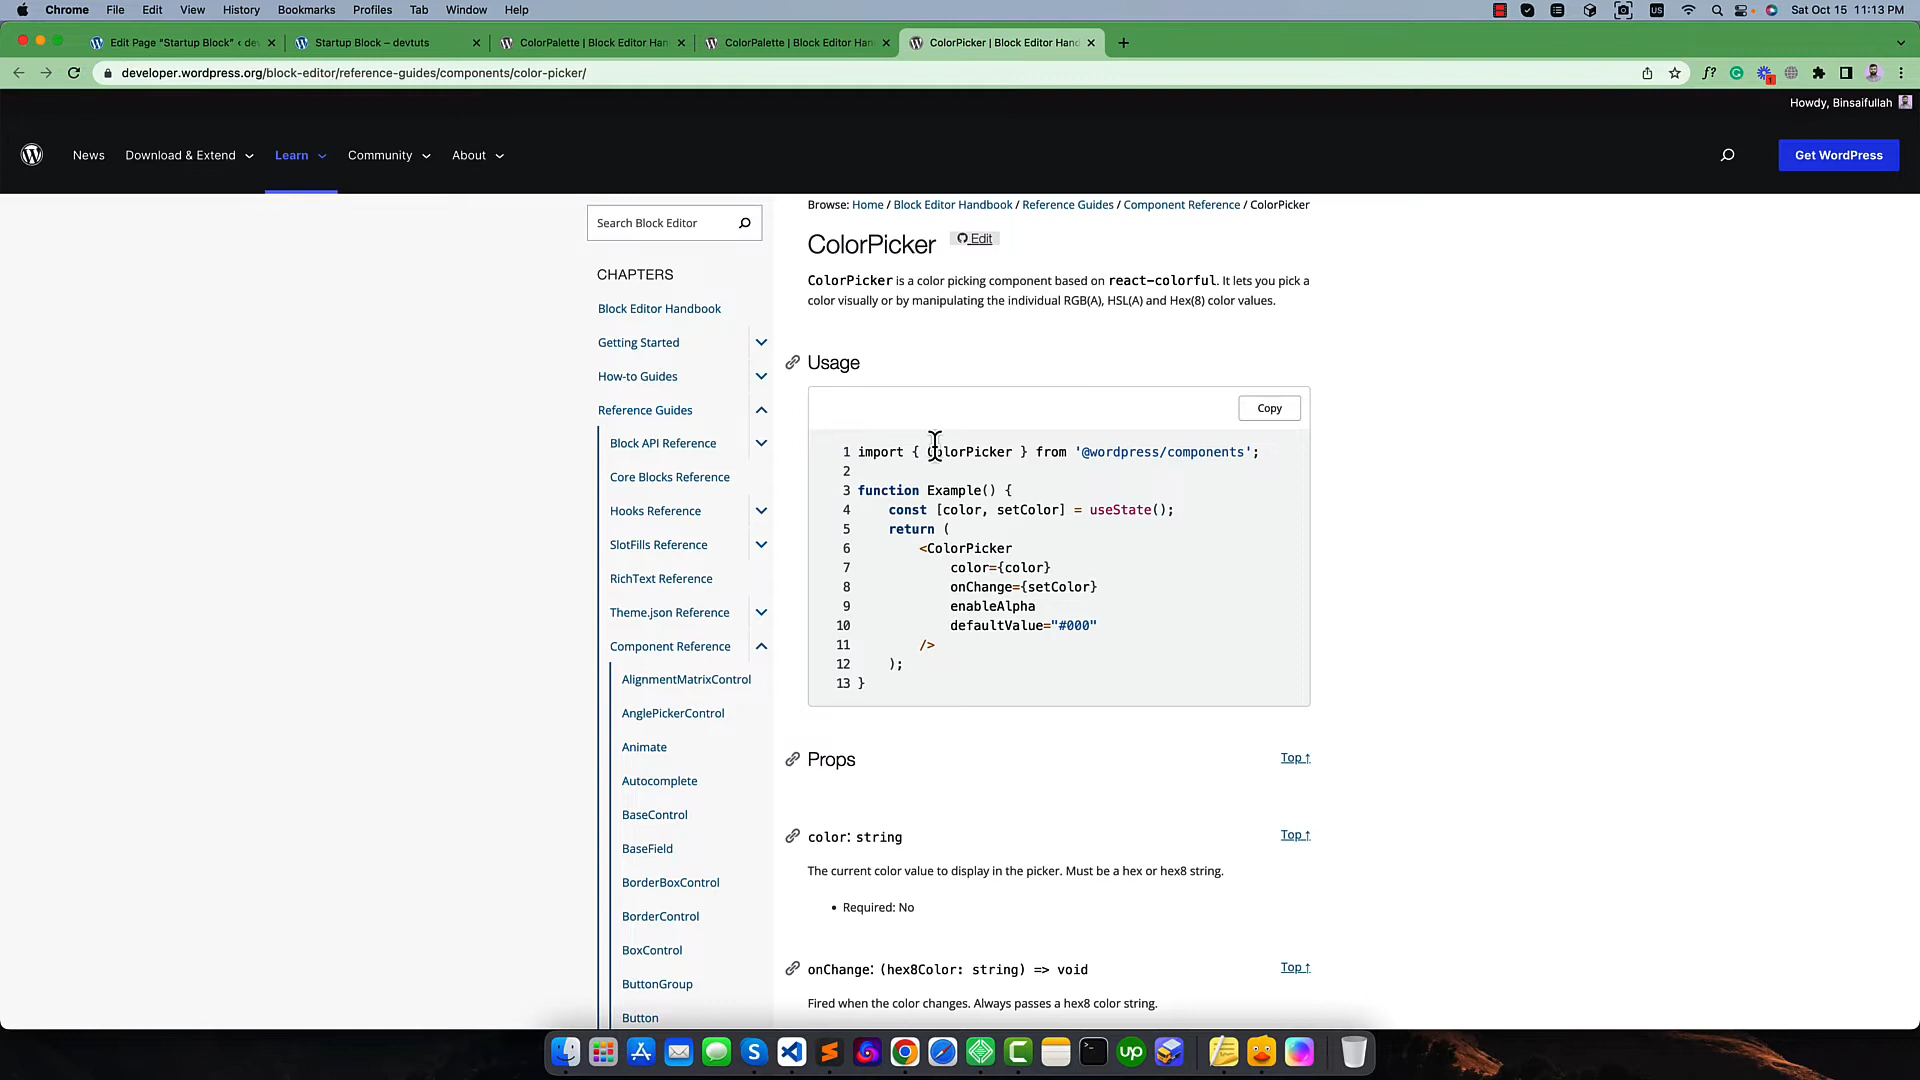 Chrome File Edit View History Bookmarks Profiles Tab Window Help
US
Sat Oct 15 11:13 PM
Edit Page "Startup Block" ‹ dev
Startup Block – devtuts
ColorPalette | Block Editor Han
ColorPalette | Block Editor Han
ColorPicker | Block Editor Hand
developer.wordpress.org/block-editor/reference-guides/components/color-picker/
f?
1
Howdy, Binsaifullah
News
Download & Extend
Learn
Community
About
Get WordPress
Search Block Editor
CHAPTERS
Block Editor Handbook
Getting Started
How-to Guides
Reference Guides
Block API Reference
Core Blocks Reference
Hooks Reference
SlotFills Reference
RichText Reference
Theme.json Reference
Component Reference
AlignmentMatrixControl
AnglePickerControl
Animate
Autocomplete
BaseControl
BaseField
BorderBoxControl
BorderControl
BoxControl
ButtonGroup
Button
Browse: Home / Block Editor Handbook / Reference Guides / Component Reference / ColorPicker
ColorPicker
Edit
ColorPicker is a color picking component based on react-colorful. It lets you pick a
color visually or by manipulating the individual RGB(A), HSL(A) and Hex(8) color values.
Usage
Copy
1 import { ColorPicker } from '@wordpress/components';
2
3 function Example() {
4 const [color, setColor] = useState();
5 return (
6 <ColorPicker
7 color={color}
8 onChange={setColor}
9 enableAlpha
10 defaultValue="#000"
11 />
12 );
13 }
Props
Top ↑
color: string
Top ↑
The current color value to display in the picker. Must be a hex or hex8 string.
• Required: No
onChange: (hex8Color: string) => void
Top ↑
Fired when the color changes. Always passes a hex8 color string.
up